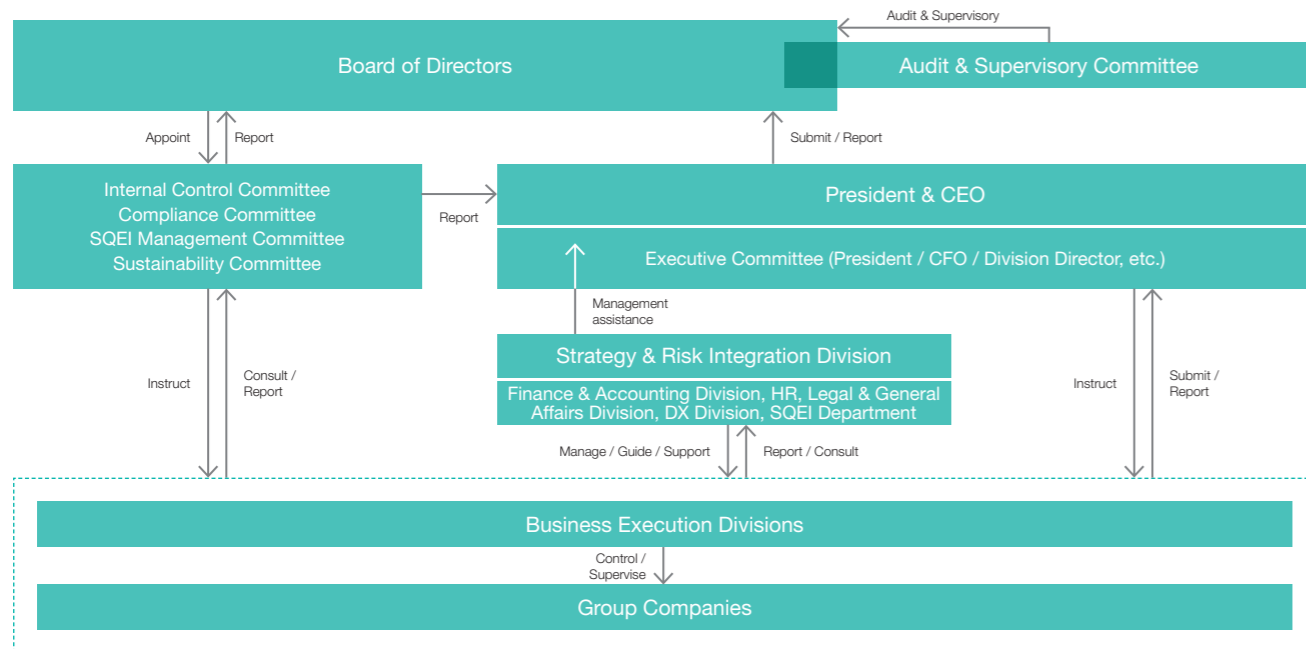 Audit & Supervisory
Board of Directors
Audit & Supervisory Committee
Appoint
Report
Submit / Report
Internal Control Committee
Compliance Committee
SQEI Management Committee
Sustainability Committee
Report
President & CEO
Executive Committee (President / CFO / Division Director, etc.)
Management
assistance
Strategy & Risk Integration Division
Finance & Accounting Division, HR, Legal & General
Affairs Division, DX Division, SQEI Department
Instruct
Consult /
Report
Manage / Guide / Support
Report / Consult
Instruct
Submit /
Report
Business Execution Divisions
Control /
Supervise
Group Companies